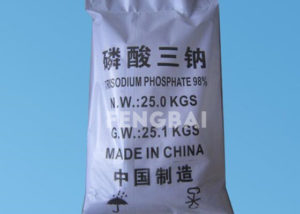 磷酸三钠
TRISODIUM PHOSPHATE 98%
N.W.:25.0 KGS
FENGBAI
G.W.:25.1 KGS
MADE IN CHINA
中国制造